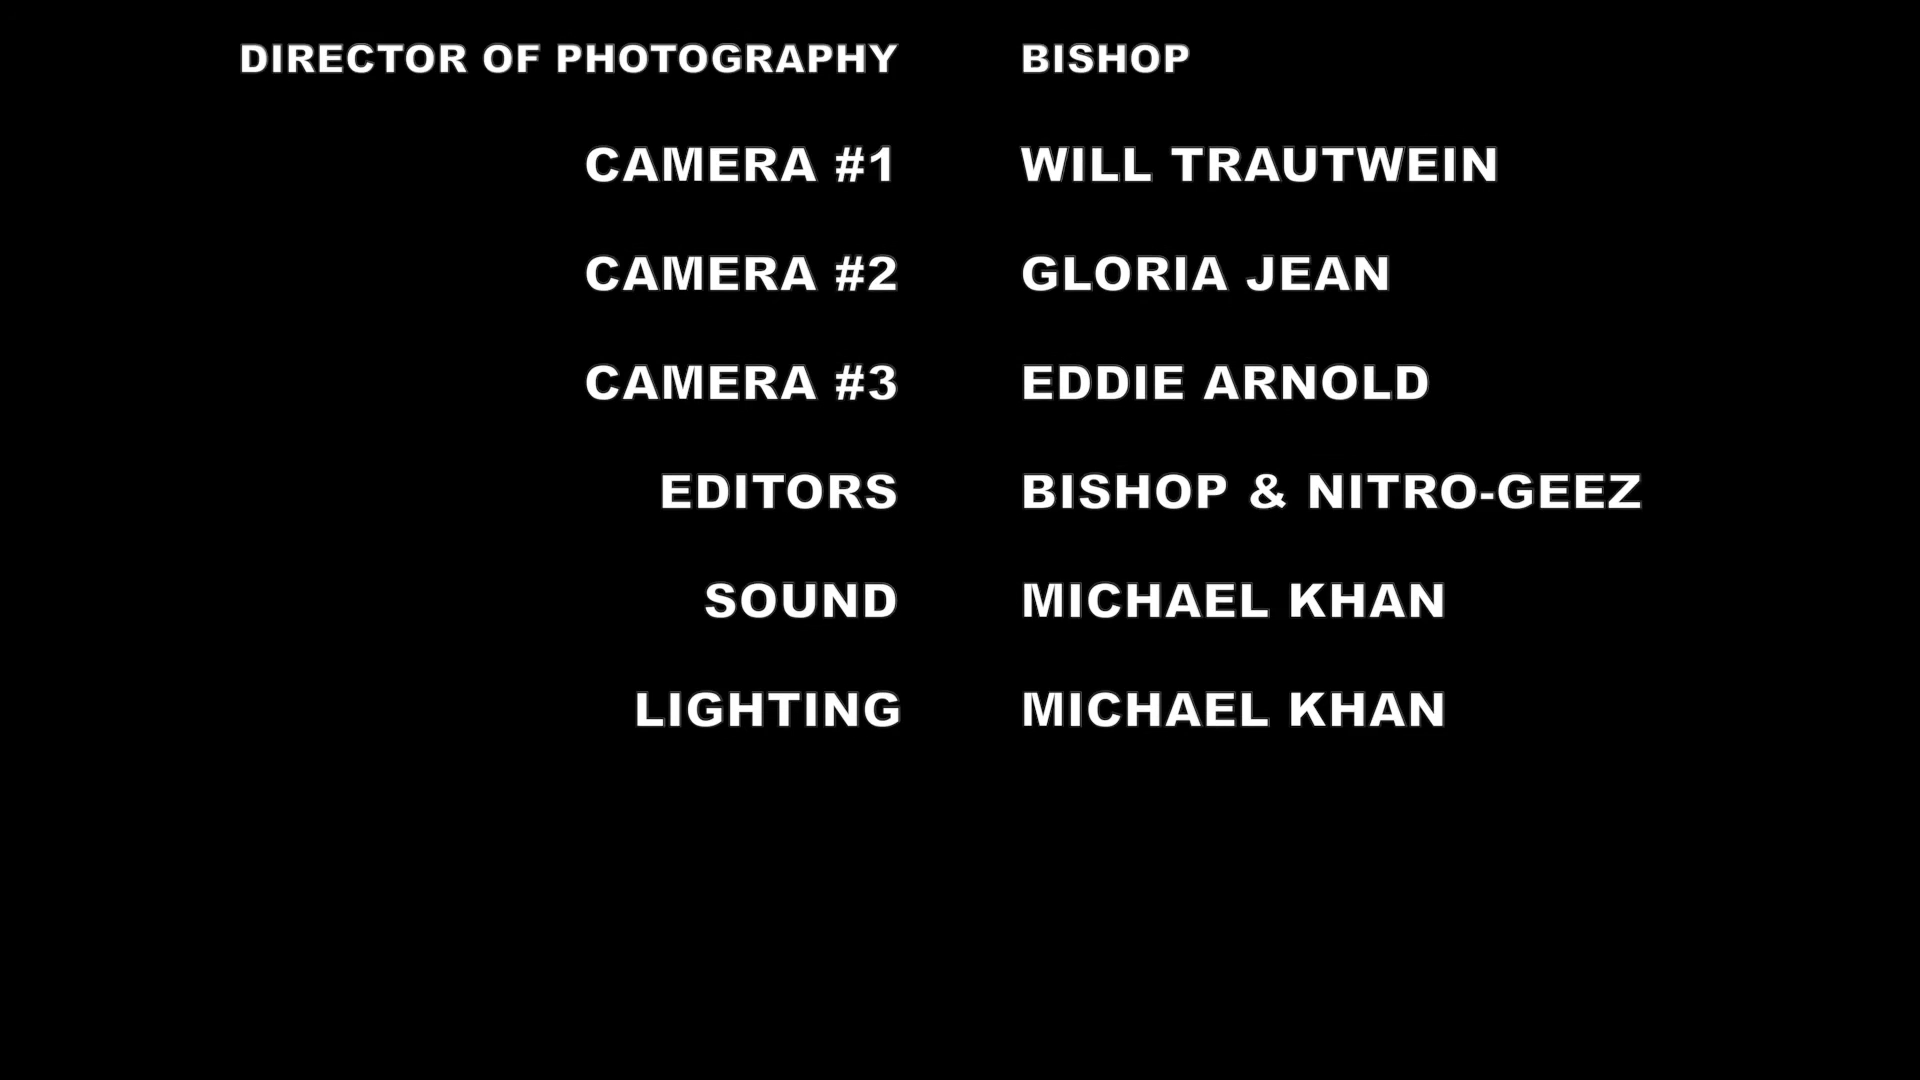 DIRECTOR OF PHOTOGRAPHY BISHOP
CAMERA #1 WILL TRAUTWEIN
CAMERA #2 GLORIA JEAN
CAMERA #3 EDDIE ARNOLD
EDITORS BISHOP & NITRO-GEEZ
SOUND MICHAEL KHAN
LIGHTING MICHAEL KHAN